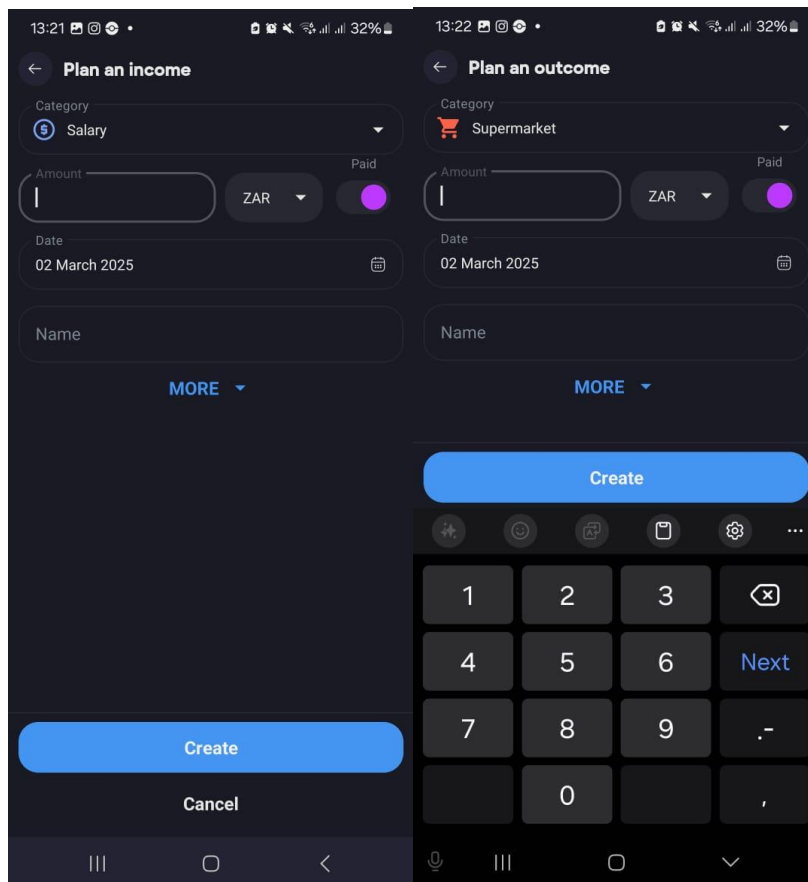 13:21
32%
Plan an income
Category
Salary
Paid
Amount
ZAR
Date
02 March 2025
Name
MORE
Create
Cancel
13:22
32%
Plan an outcome
Category
Supermarket
Paid
Amount
ZAR
Date
02 March 2025
Name
MORE
Create
1 2 3
4 5 6 Next
7 8 9 .-
0 ,